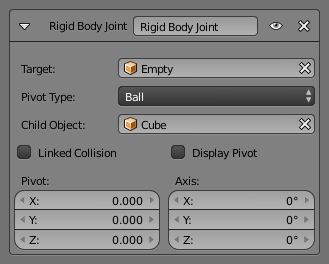 Rigid Body Joint Rigid Body Joint
Target: Empty
Pivot Type: Ball
Child Object: Cube
Linked Collision Display Pivot
Pivot: Axis:
X: 0.000 X: 0°
Y: 0.000 Y: 0°
Z: 0.000 Z: 0°